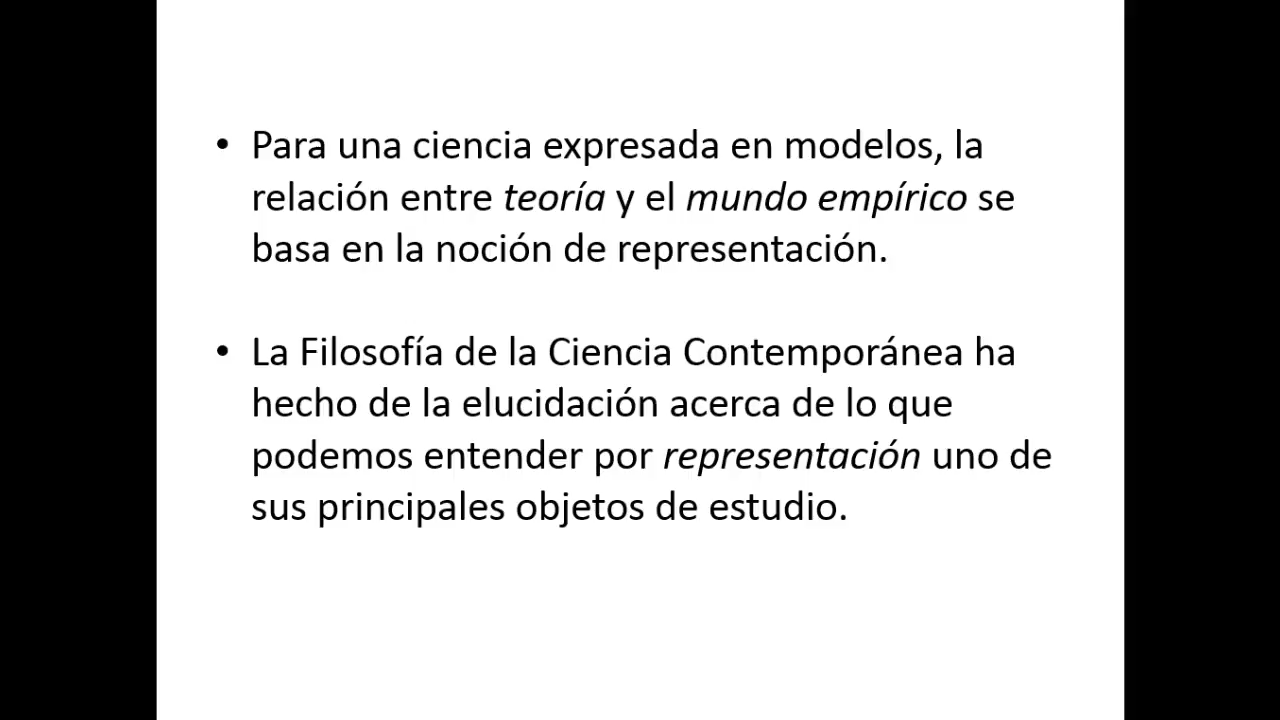 • Para una ciencia expresada en modelos, la
relación entre teoría y el mundo empírico se
basa en la noción de representación.
• La Filosofía de la Ciencia Contemporánea ha
hecho de la elucidación acerca de lo que
podemos entender por representación uno de
sus principales objetos de estudio.